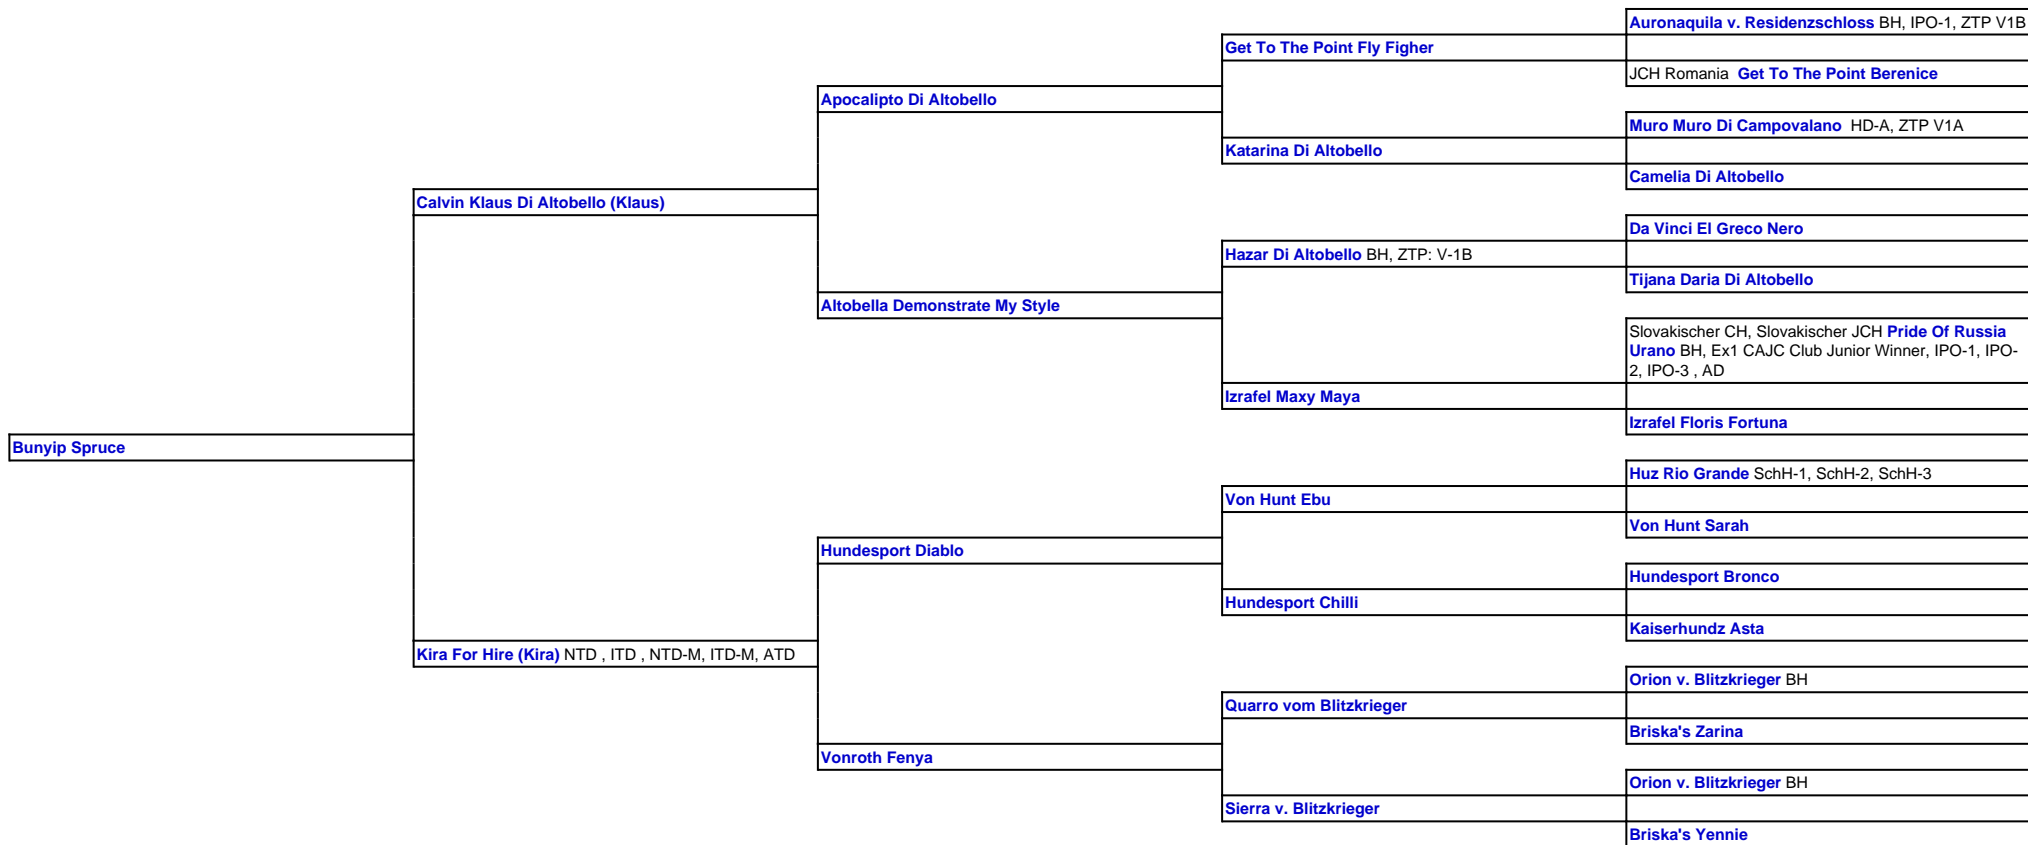 Auronaquila v. Residenzschloss BH, IPO-1, ZTP V1B
Get To The Point Fly Figher
JCH Romania Get To The Point Berenice
Apocalipto Di Altobello
Muro Muro Di Campovalano HD-A, ZTP V1A
Katarina Di Altobello
Camelia Di Altobello
Calvin Klaus Di Altobello (Klaus)
Da Vinci El Greco Nero
Hazar Di Altobello BH, ZTP: V-1B
Tijana Daria Di Altobello
Altobella Demonstrate My Style
Slovakischer CH, Slovakischer JCH Pride Of Russia
Urano BH, Ex1 CAJC Club Junior Winner, IPO-1, IPO-
2, IPO-3 , AD
Izrafel Maxy Maya
Izrafel Floris Fortuna
Bunyip Spruce
Huz Rio Grande SchH-1, SchH-2, SchH-3
Von Hunt Ebu
Von Hunt Sarah
Hundesport Diablo
Hundesport Bronco
Hundesport Chilli
Kaiserhundz Asta
Kira For Hire (Kira) NTD , ITD , NTD-M, ITD-M, ATD
Orion v. Blitzkrieger BH
Quarro vom Blitzkrieger
Briska's Zarina
Vonroth Fenya
Orion v. Blitzkrieger BH
Sierra v. Blitzkrieger
Briska's Yennie